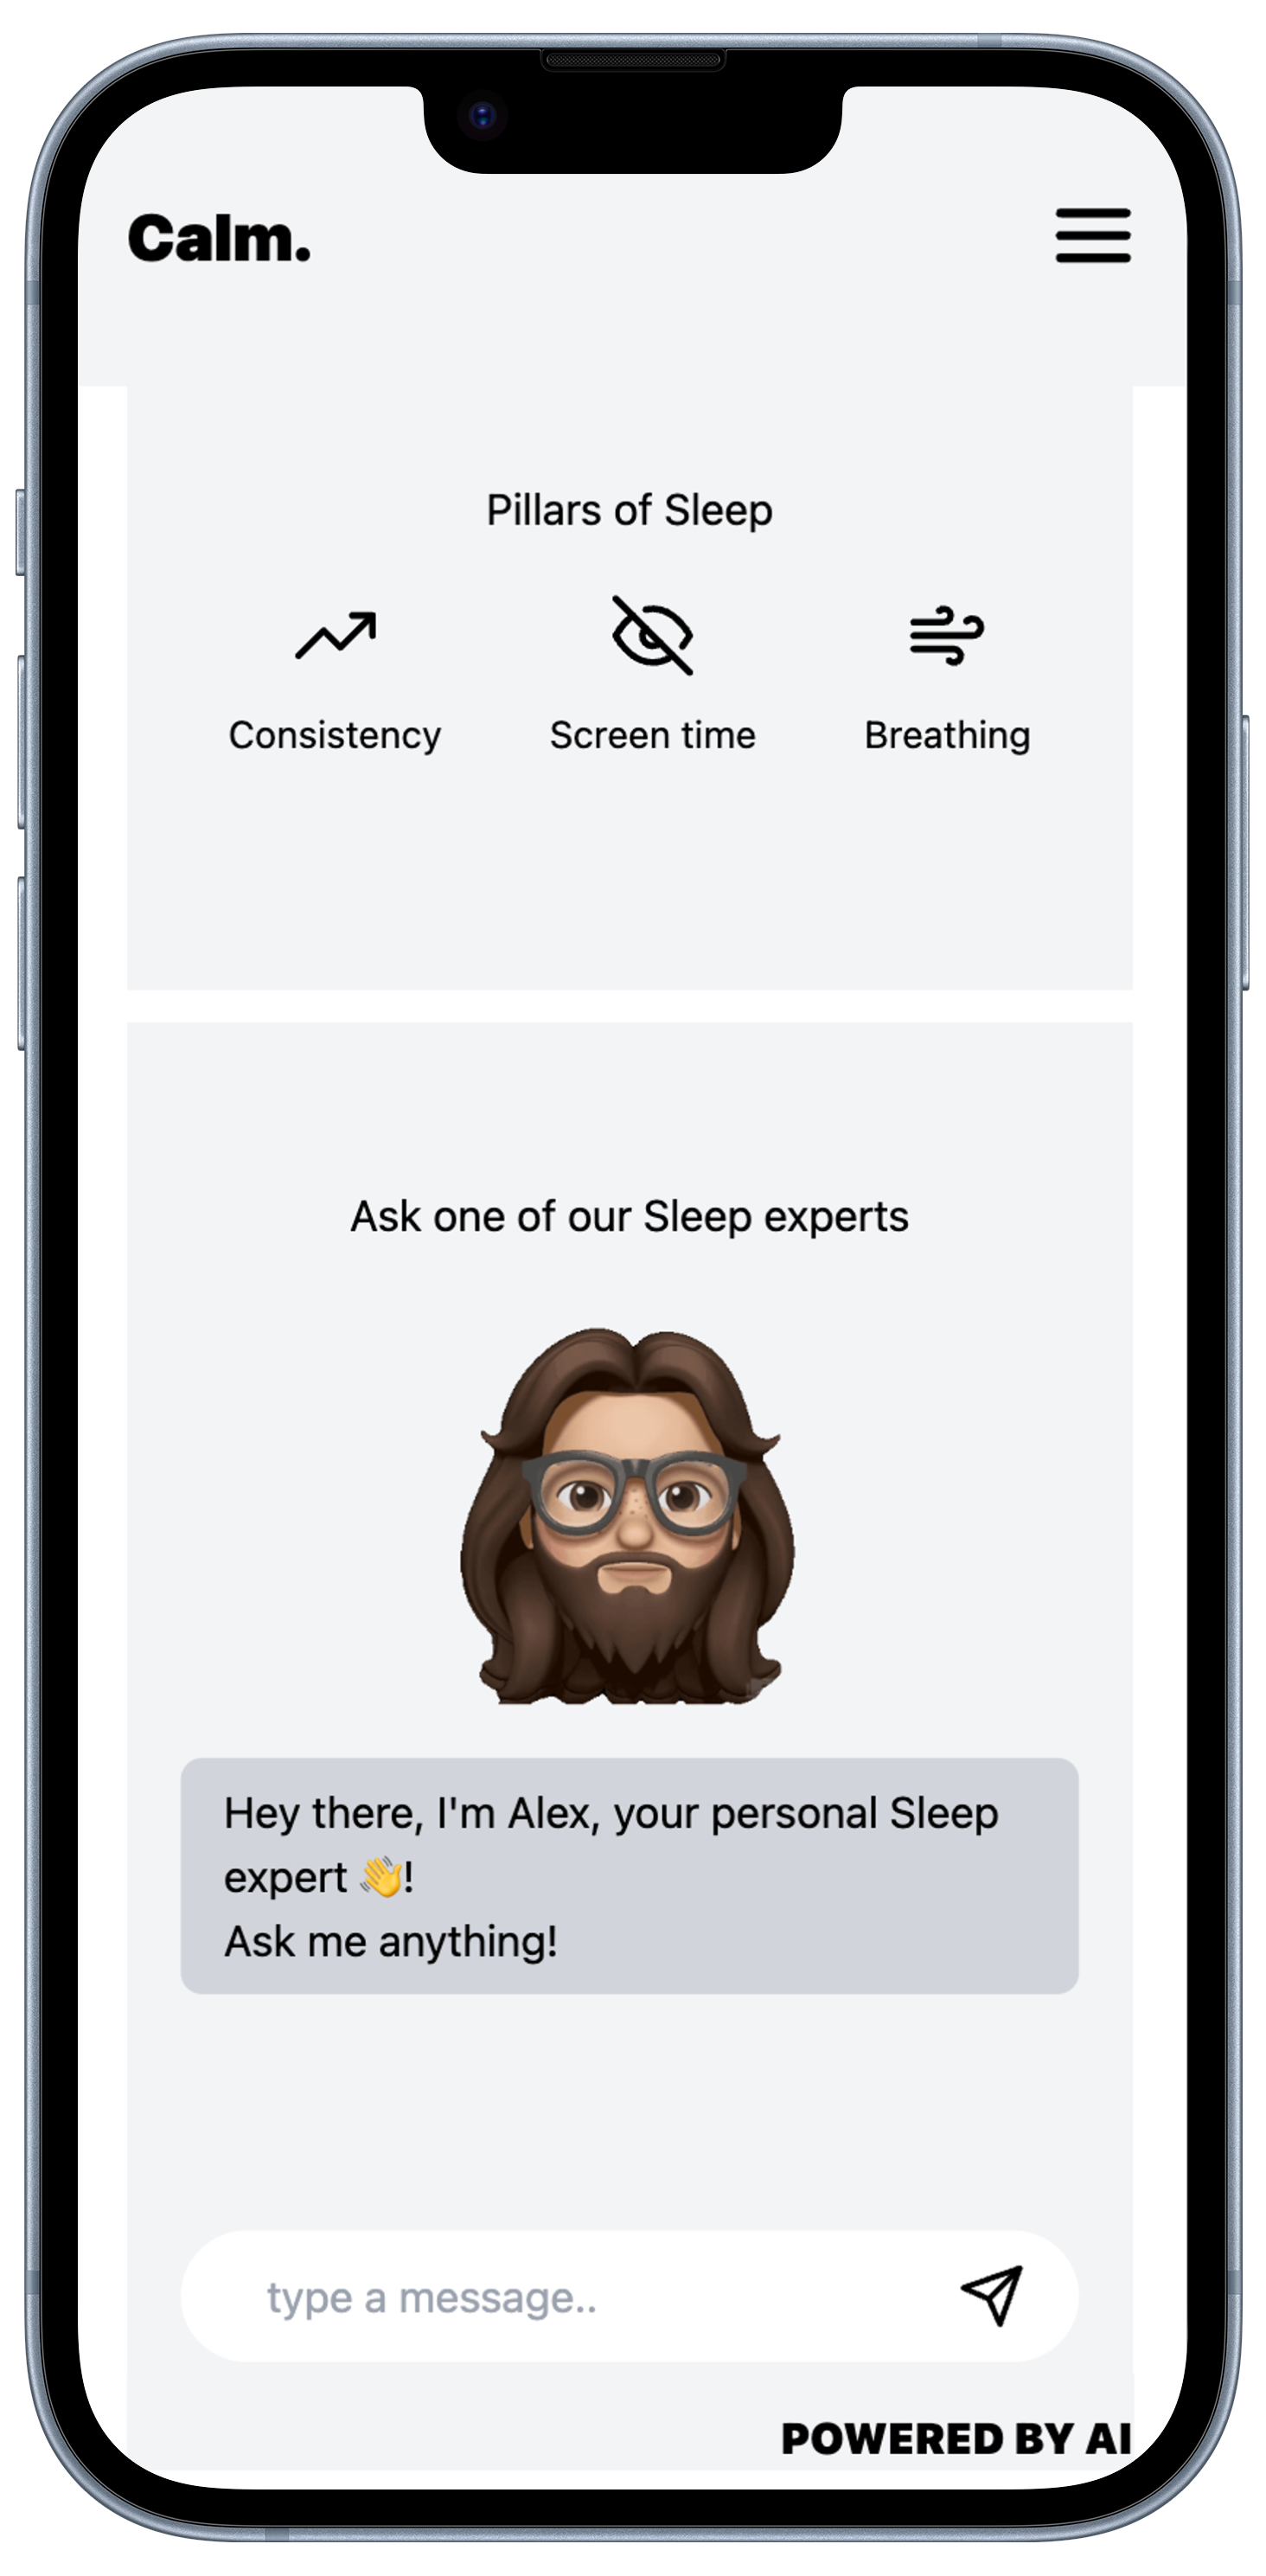 Calm.
Pillars of Sleep
Consistency
Screen time
Breathing
Ask one of our Sleep experts
Hey there, I'm Alex, your personal Sleep
expert 👋!
Ask me anything!
type a message..
POWERED BY AI